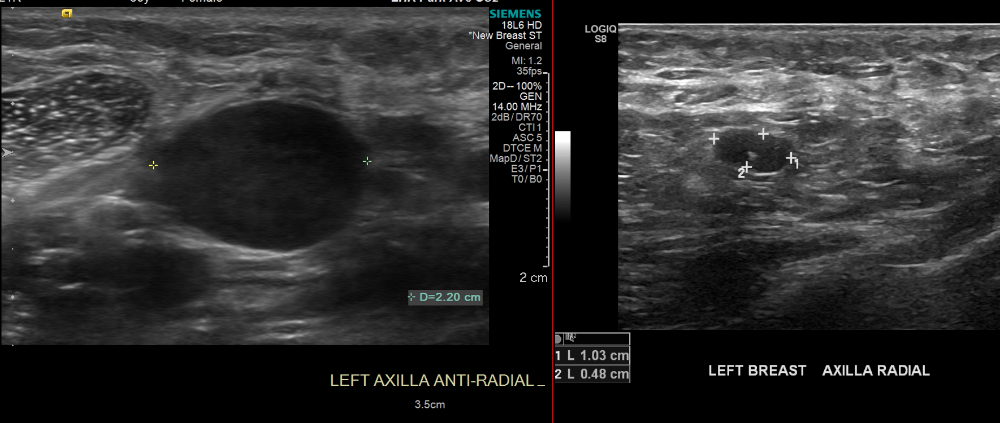 SIEMENS
18L6 HD
*New Breast ST
General
MI: 1.2
35fps
2D--100%
GEN
14.00 MHz
2dB/DR70
CTI 1
ASC 5
DTCE M
MapD/ST2
E3/P1
T0/B0
2 cm
D=2.20 cm
LEFT AXILLA ANTI-RADIAL _
3.5cm
LOGIQ
S8
1
2
1 L 1.03 cm
2 L 0.48 cm
LEFT BREAST AXILLA RADIAL